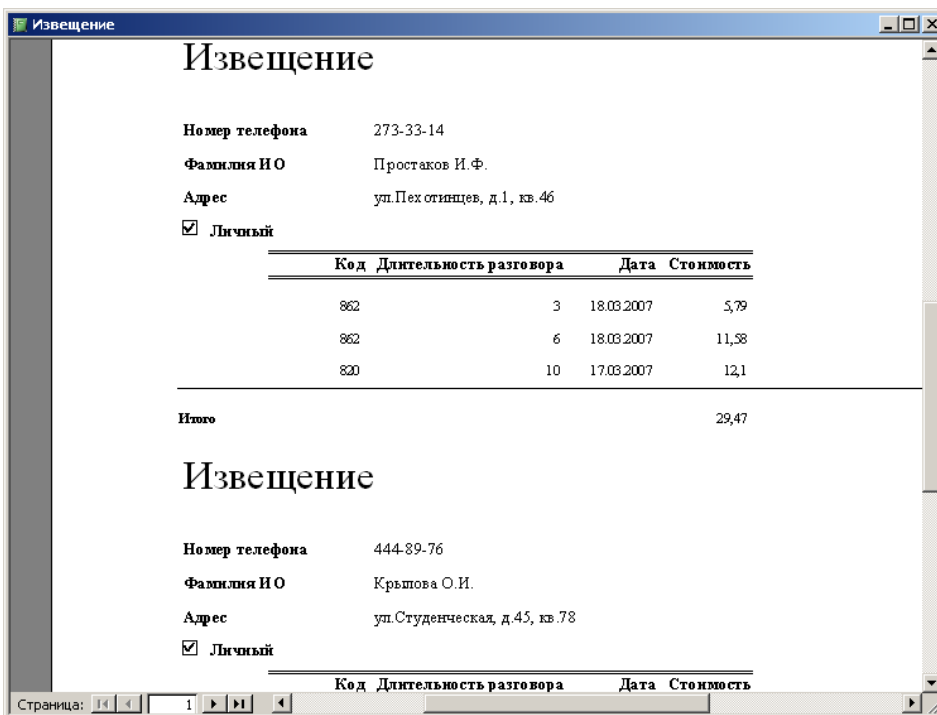 Извещение
Извещение
Номер телефона 273-33-14
Фамилия И О Простаков И.Ф.
Адрес ул.Пехотинцев, д.1, кв.46
Личный
Код Длительность разговора Дата Стоимость
862 3 18.03.2007 5,79
862 6 18.03.2007 11,58
820 10 17.03.2007 12,1
Итого 29,47
Извещение
Номер телефона 444-89-76
Фамилия И О Крылова О.И.
Адрес ул.Студенческая, д.45, кв.78
Личный
Код Длительность разговора Дата Стоимость
Страница: 1